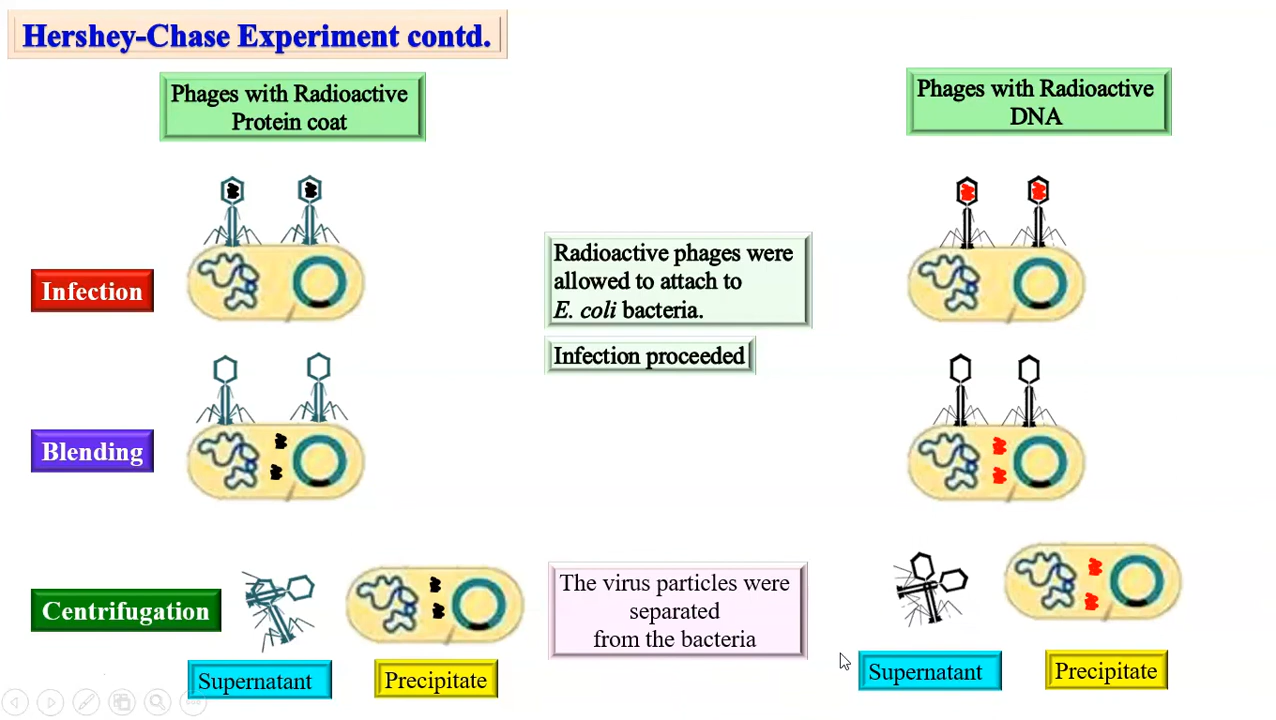 Hershey-Chase Experiment contd.
Phages with Radioactive
Protein coat
Phages with Radioactive
DNA
Infection
Radioactive phages were
allowed to attach to
E. coli bacteria.
Infection proceeded
Blending
Centrifugation
The virus particles were
separated
from the bacteria
Supernatant
Precipitate
Supernatant
Precipitate